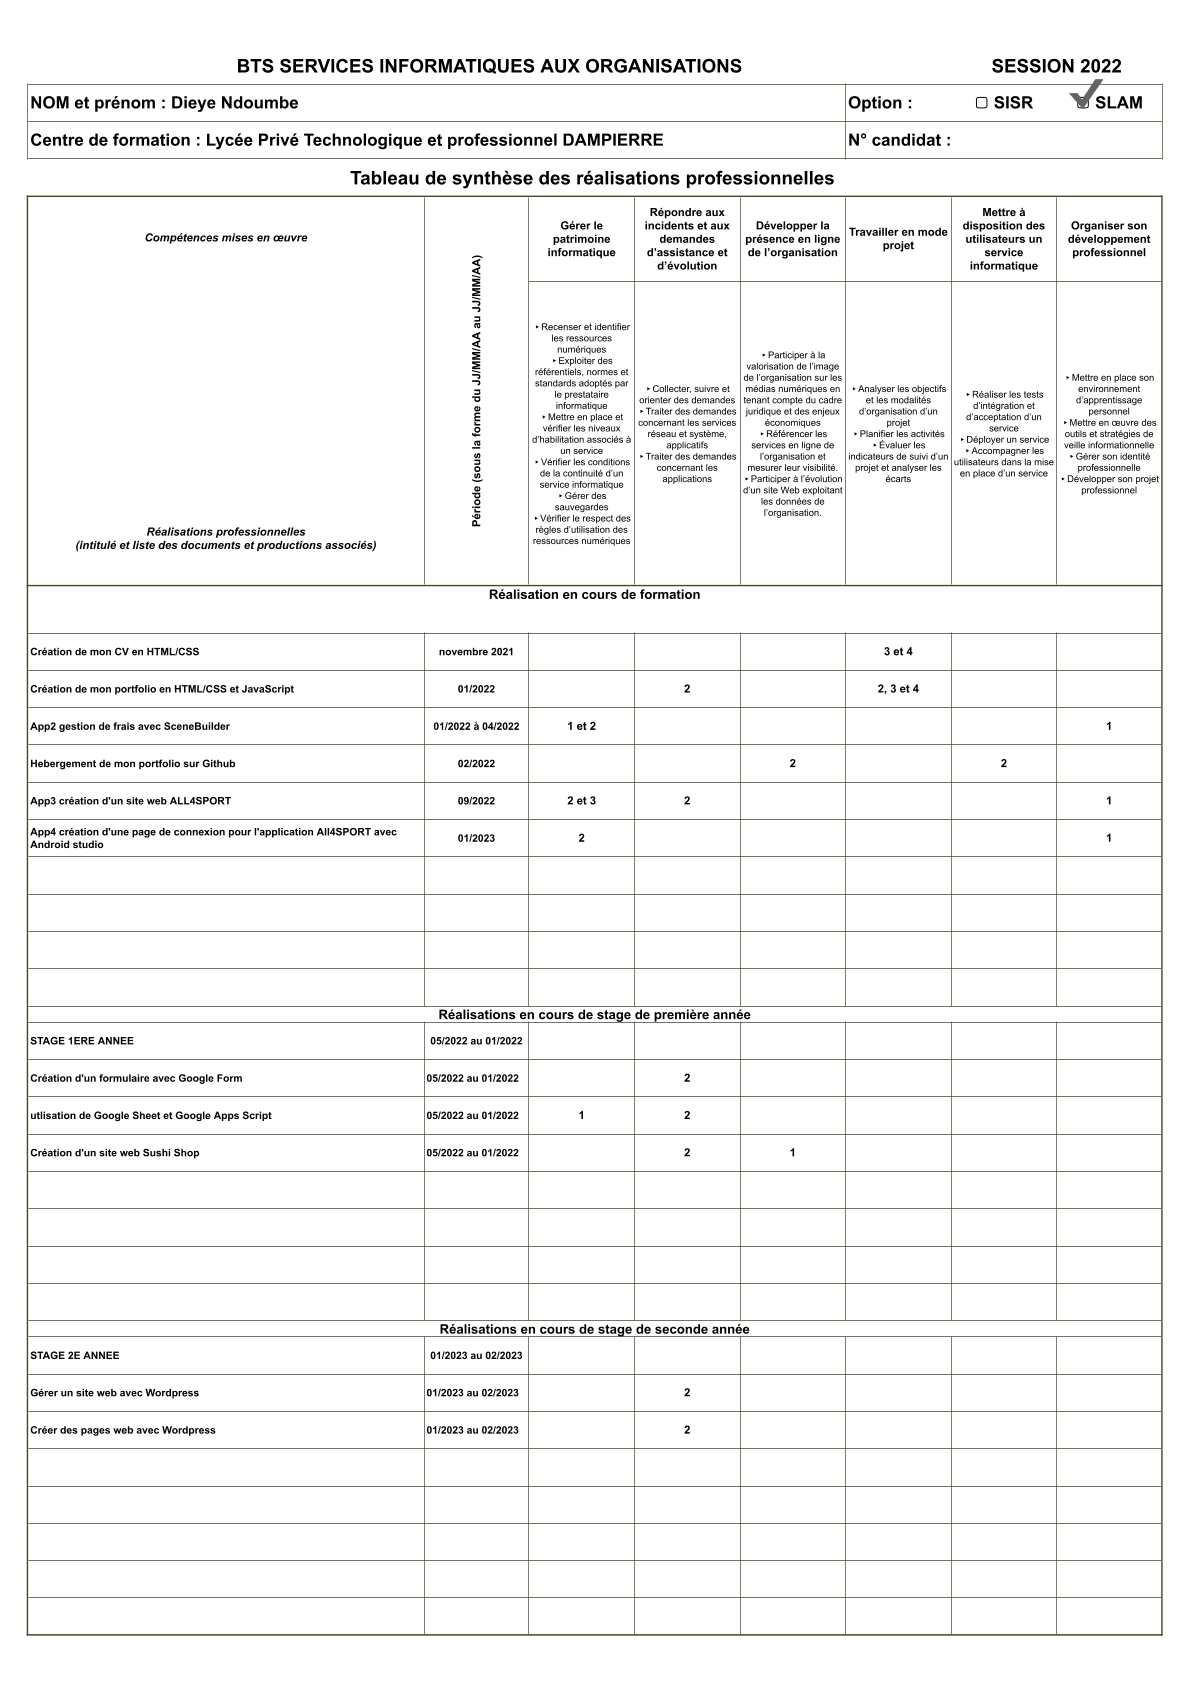 BTS SERVICES INFORMATIQUES AUX ORGANISATIONS SESSION 2022
NOM et prénom : Dieye Ndoumbe Option : SISR SLAM
Centre de formation : Lycée Privé Technologique et professionnel DAMPIERRE N° candidat :
Tableau de synthèse des réalisations professionnelles
Compétences mises en œuvre
Réalisations professionnelles
(intitulé et liste des documents et productions associés)
Période (sous la forme du JJ/MM/AA au JJ/MM/AA)
Gérer le
patrimoine
informatique
Répondre aux
incidents et aux
demandes
d'assistance et
d'évolution
Développer la
présence en ligne
de l'organisation
Travailler en mode
projet
Mettre à
disposition des
utilisateurs un
service
informatique
Organiser son
développement
professionnel
‣ Recenser et identifier
les ressources
numériques
‣ Exploiter des
référentiels, normes et
standards adoptés par
le prestataire
informatique
‣ Mettre en place et
vérifier les niveaux
d'habilitation associés à
un service
‣ Vérifier les conditions
de la continuité d'un
service informatique
‣ Gérer des
sauvegardes
‣ Vérifier le respect des
règles d'utilisation des
ressources numériques
‣ Collecter, suivre et
orienter des demandes
‣ Traiter des demandes
concernant les services
réseau et système,
applicatifs
‣ Traiter des demandes
concernant les
applications
‣ Participer à la
valorisation de l'image
de l'organisation sur les
médias numériques en
tenant compte du cadre
juridique et des enjeux
économiques
‣ Référencer les
services en ligne de
l'organisation et
mesurer leur visibilité.
‣ Participer à l'évolution
d'un site Web exploitant
les données de
l'organisation.
‣ Analyser les objectifs
et les modalités
d'organisation d'un
projet
‣ Planifier les activités
‣ Évaluer les
indicateurs de suivi d'un
projet et analyser les
écarts
‣ Réaliser les tests
d'intégration et
d'acceptation d'un
service
‣ Déployer un service
‣ Accompagner les
utilisateurs dans la mise
en place d'un service
‣ Mettre en place son
environnement
d'apprentissage
personnel
‣ Mettre en œuvre des
outils et stratégies de
veille informationnelle
‣ Gérer son identité
professionnelle
‣ Développer son projet
professionnel
Réalisation en cours de formation
Création de mon CV en HTML/CSS novembre 2021 3 et 4
Création de mon portfolio en HTML/CSS et JavaScript 01/2022 2 2, 3 et 4
App2 gestion de frais avec SceneBuilder 01/2022 à 04/2022 1 et 2 1
Hebergement de mon portfolio sur Github 02/2022 2 2
App3 création d'un site web ALL4SPORT 09/2022 2 et 3 2 1
App4 création d'une page de connexion pour l'application All4SPORT avec
Android studio 01/2023 2 1
Réalisations en cours de stage de première année
STAGE 1ERE ANNEE 05/2022 au 01/2022
Création d'un formulaire avec Google Form 05/2022 au 01/2022 2
utlisation de Google Sheet et Google Apps Script 05/2022 au 01/2022 1 2
Création d'un site web Sushi Shop 05/2022 au 01/2022 2 1
Réalisations en cours de stage de seconde année
STAGE 2E ANNEE 01/2023 au 02/2023
Gérer un site web avec Wordpress 01/2023 au 02/2023 2
Créer des pages web avec Wordpress 01/2023 au 02/2023 2